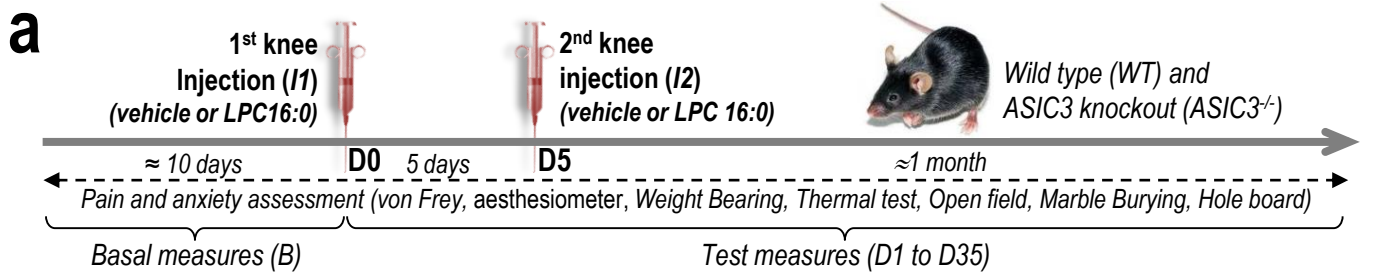 a
1st knee
Injection (I1)
(vehicle or LPC16:0)
2nd knee
injection (I2)
(vehicle or LPC 16:0)
Wild type (WT) and
ASIC3 knockout (ASIC3-/-)
≈ 10 days
D0
5 days
D5
≈1 month
Pain and anxiety assessment (von Frey, aesthesiometer, Weight Bearing, Thermal test, Open field, Marble Burying, Hole board)
Basal measures (B)
Test measures (D1 to D35)